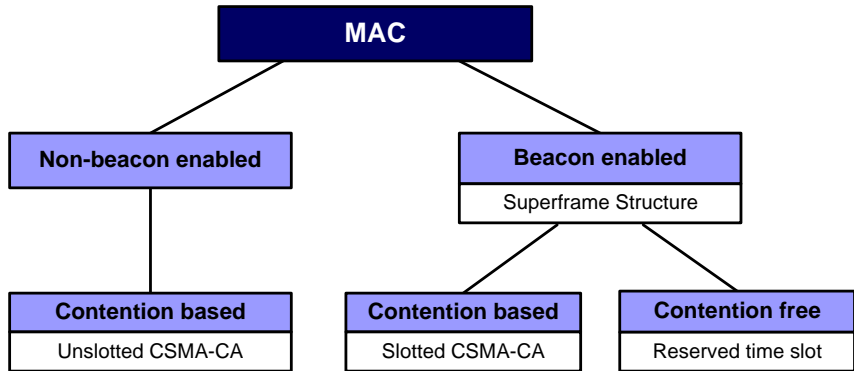 MAC
Non-beacon enabled
Beacon enabled
Superframe Structure
Contention based
Unslotted CSMA-CA
Contention based
Slotted CSMA-CA
Contention free
Reserved time slot